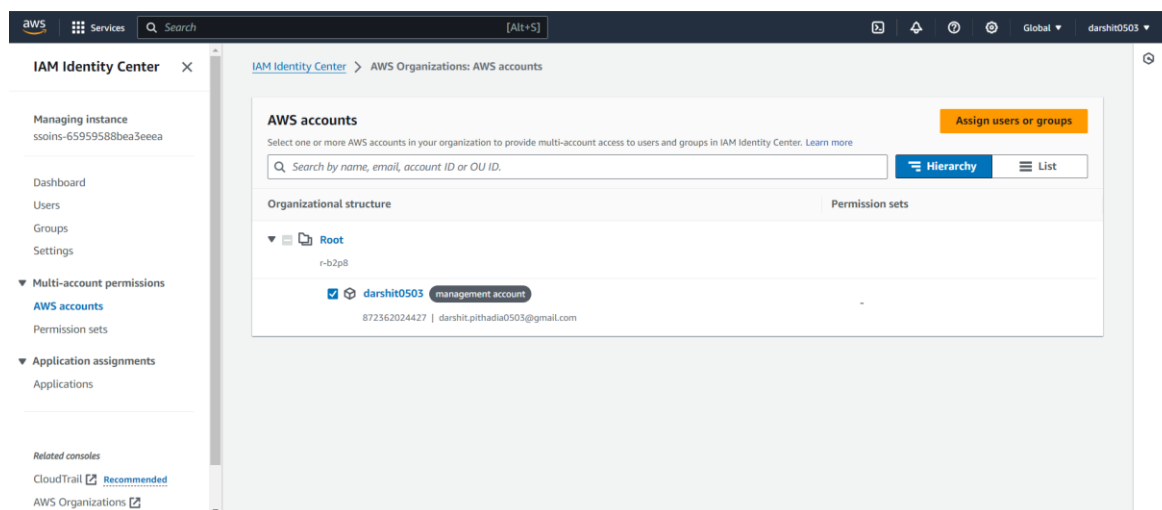 aws Services Search [Alt+S] Global ▼ darshit0503 ▼
IAM Identity Center
Managing instance
ssoins-65959588bea3eeea
Dashboard
Users
Groups
Settings
Multi-account permissions
AWS accounts
Permission sets
Application assignments
Applications
Related consoles
CloudTrail Recommended
AWS Organizations
IAM Identity Center > AWS Organizations: AWS accounts
AWS accounts
Assign users or groups
Select one or more AWS accounts in your organization to provide multi-account access to users and groups in IAM Identity Center. Learn more
Search by name, email, account ID or OU ID.
Hierarchy List
Organizational structure Permission sets
Root
r-b2p8
darshit0503 management account
-
872362024427 | darshit.pithadia0503@gmail.com